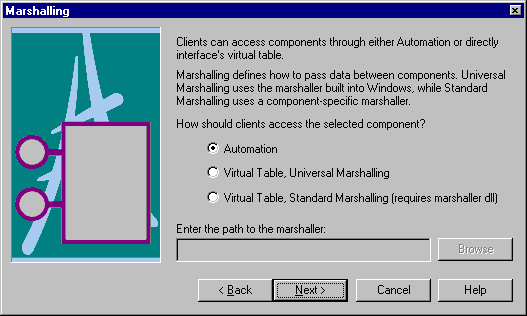 Marshalling
Clients can access components through either Automation or directly
interface's virtual table.
Marshalling defines how to pass data between components. Universal
Marshalling uses the marshaller built into Windows, while Standard
Marshalling uses a component-specific marshaller.
How should clients access the selected component?
Automation
Virtual Table, Universal Marshalling
Virtual Table, Standard Marshalling (requires marshaller dll)
Enter the path to the marshaller:
Browse
< Back
Next >
Cancel
Help